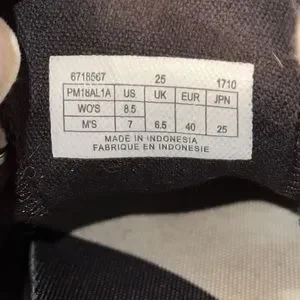 6718567 25 1710
PM18AL1A US UK EUR JPN
WO'S 8.5
M'S 7 6.5 40 25
MADE IN INDONESIA
FABRIQUE EN INDONESIE